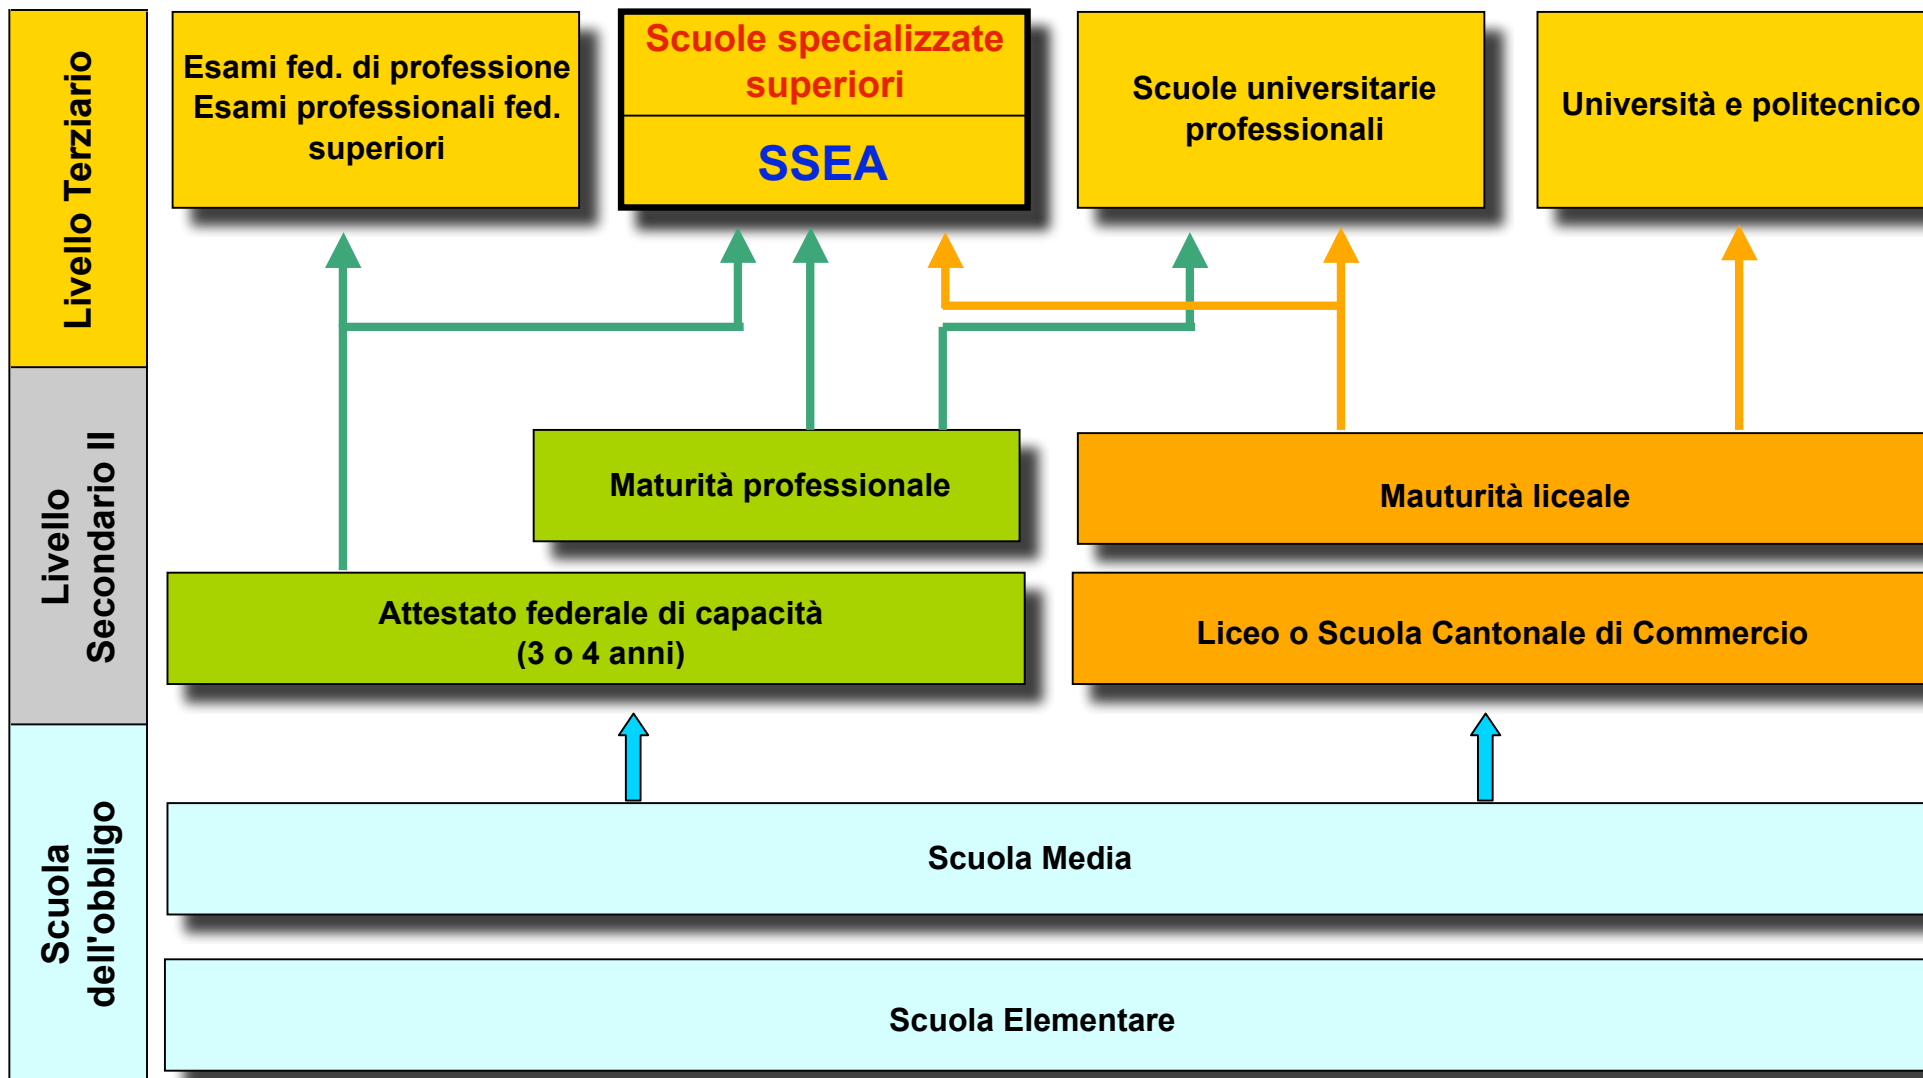 Livello Terziario
Esami fed. di professione
Esami professionali fed.
superiori
Scuole specializzate
superiori
SSEA
Scuole universitarie
professionali
Università e politecnico
Livello
Secondario II
Maturità professionale
Mauturità liceale
Attestato federale di capacità
(3 o 4 anni)
Liceo o Scuola Cantonale di Commercio
Scuola
dell'obbligo
Scuola Media
Scuola Elementare